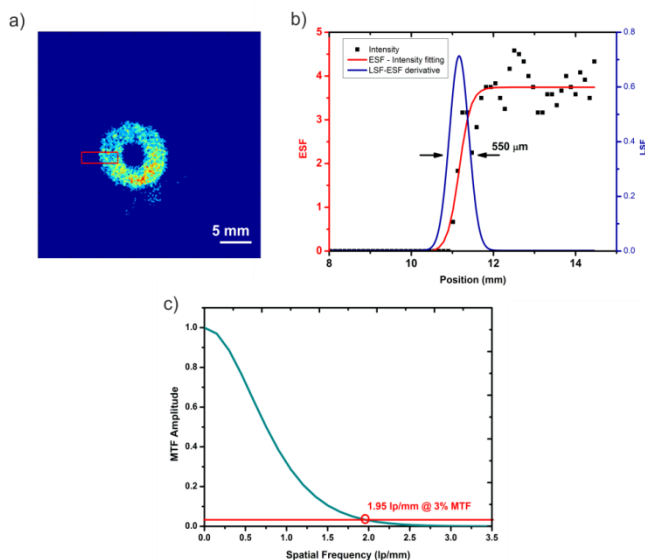 a)
5 mm
b)
Intensity
ESF - Intensity fitting
LSF-ESF derivative
550 μm
ESF
5
4
3
2
1
0
LSF
0.8
0.6
0.4
0.2
0.0
8 10 12 14
Position (mm)
c)
MTF Amplitude
1.0
0.8
0.6
0.4
0.2
0.0
1.95 lp/mm @ 3% MTF
0.0 0.5 1.0 1.5 2.0 2.5 3.0 3.5
Spatial Frequency (lp/mm)